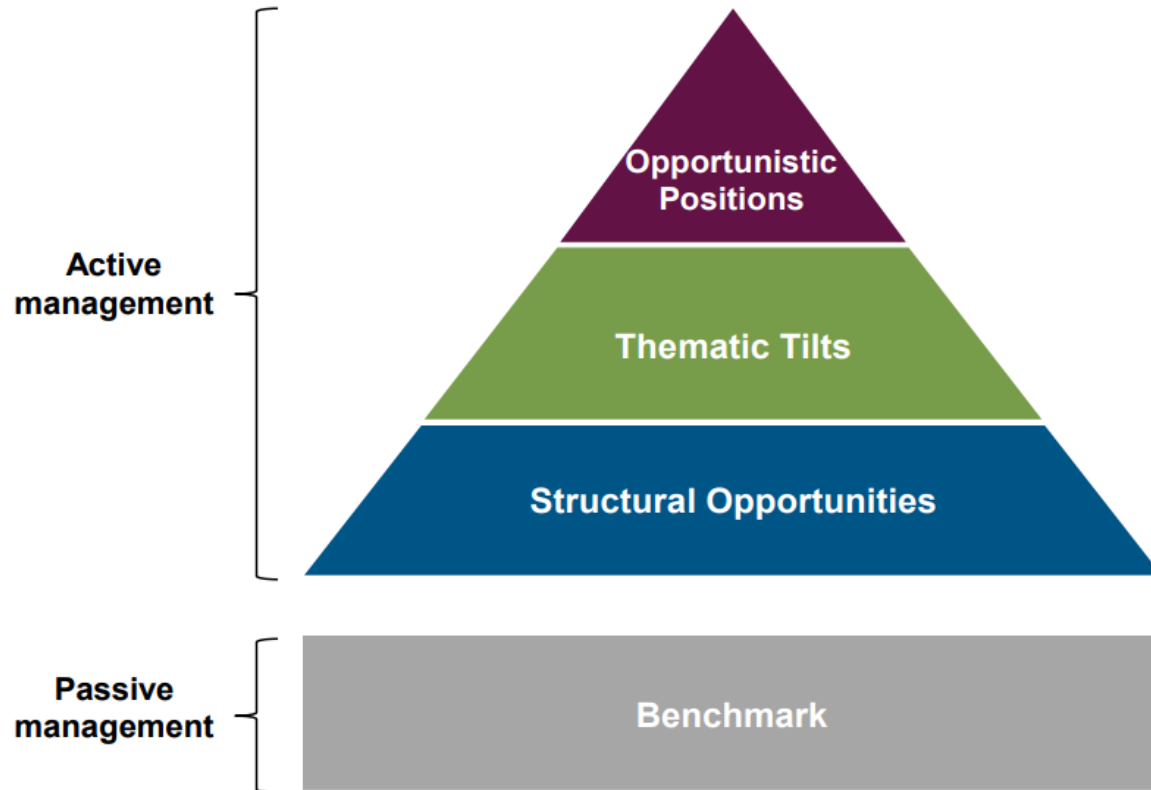 Opportunistic
Positions
Active
management
Thematic Tilts
Structural Opportunities
Passive
management
Benchmark